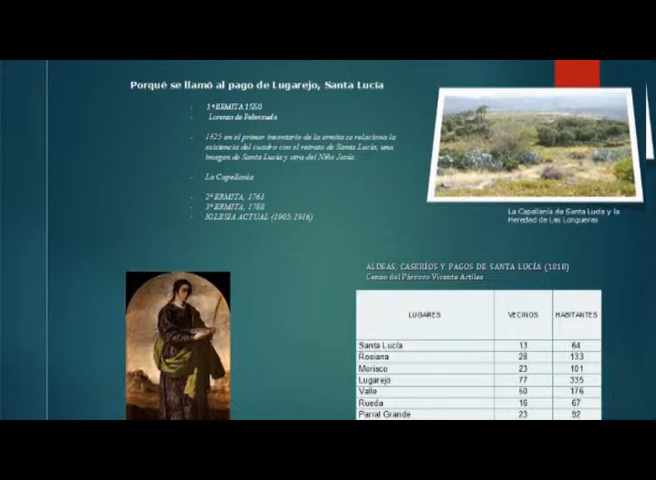 Porqué se llamó al pago de Lugarejo, Santa Lucía
- 1ª ERMITA 1550
- Lorenzo de Palenzuela
- 1625 en el primer inventario de la ermita se relaciona la
existencia del cuadro con el retrato de Santa Lucía, una
imagen de Santa Lucía y otra del Niño Jesús.
- La Capellanía
- 2ª ERMITA, 1761
- 3ª ERMITA, 1788
- IGLESIA ACTUAL (1905-1916)
La Capellanía de Santa Lucía y la
Heredad de Las Longueras
ALDEAS, CASERÍOS Y PAGOS DE SANTA LUCÍA (1818)
Censo del Párroco Vicente Artiles
LUGARES VECINOS HABITANTES
Santa Lucía 13 64
Rosiana 28 133
Morisco 23 101
Lugarejo 77 335
Valle 50 176
Rueda 16 67
Parral Grande 23 92